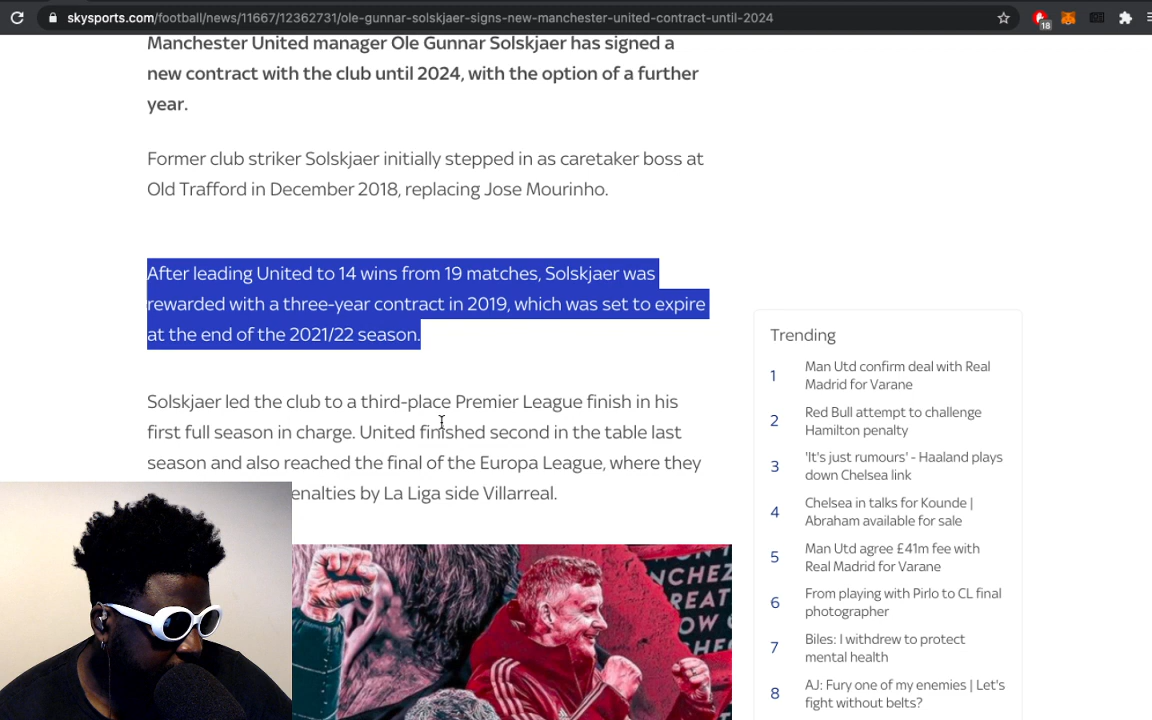 skysports.com/football/news/11667/12362731/ole-gunnar-solskjaer-signs-new-manchester-united-contract-until-2024
18
Manchester United manager Ole Gunnar Solskjaer has signed a
new contract with the club until 2024, with the option of a further
year.
Former club striker Solskjaer initially stepped in as caretaker boss at
Old Trafford in December 2018, replacing Jose Mourinho.
After leading United to 14 wins from 19 matches, Solskjaer was
rewarded with a three-year contract in 2019, which was set to expire
at the end of the 2021/22 season.
Solskjaer led the club to a third-place Premier League finish in his
first full season in charge. United finished second in the table last
season and also reached the final of the Europa League, where they
enalties by La Liga side Villarreal.
Trending
1 Man Utd confirm deal with Real
Madrid for Varane
2 Red Bull attempt to challenge
Hamilton penalty
3 'It's just rumours' - Haaland plays
down Chelsea link
4 Chelsea in talks for Kounde |
Abraham available for sale
5 Man Utd agree £41m fee with
Real Madrid for Varane
6 From playing with Pirlo to CL final
photographer
7 Biles: I withdrew to protect
mental health
8 AJ: Fury one of my enemies | Let's
fight without belts?